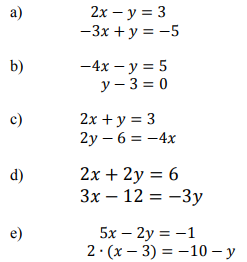 a) 2x − y = 3
−3x + y = −5
b) −4x − y = 5
y − 3 = 0
c) 2x + y = 3
2y − 6 = −4x
d) 2x + 2y = 6
3x − 12 = −3y
e) 5x − 2y = −1
2 · (x − 3) = −10 − y